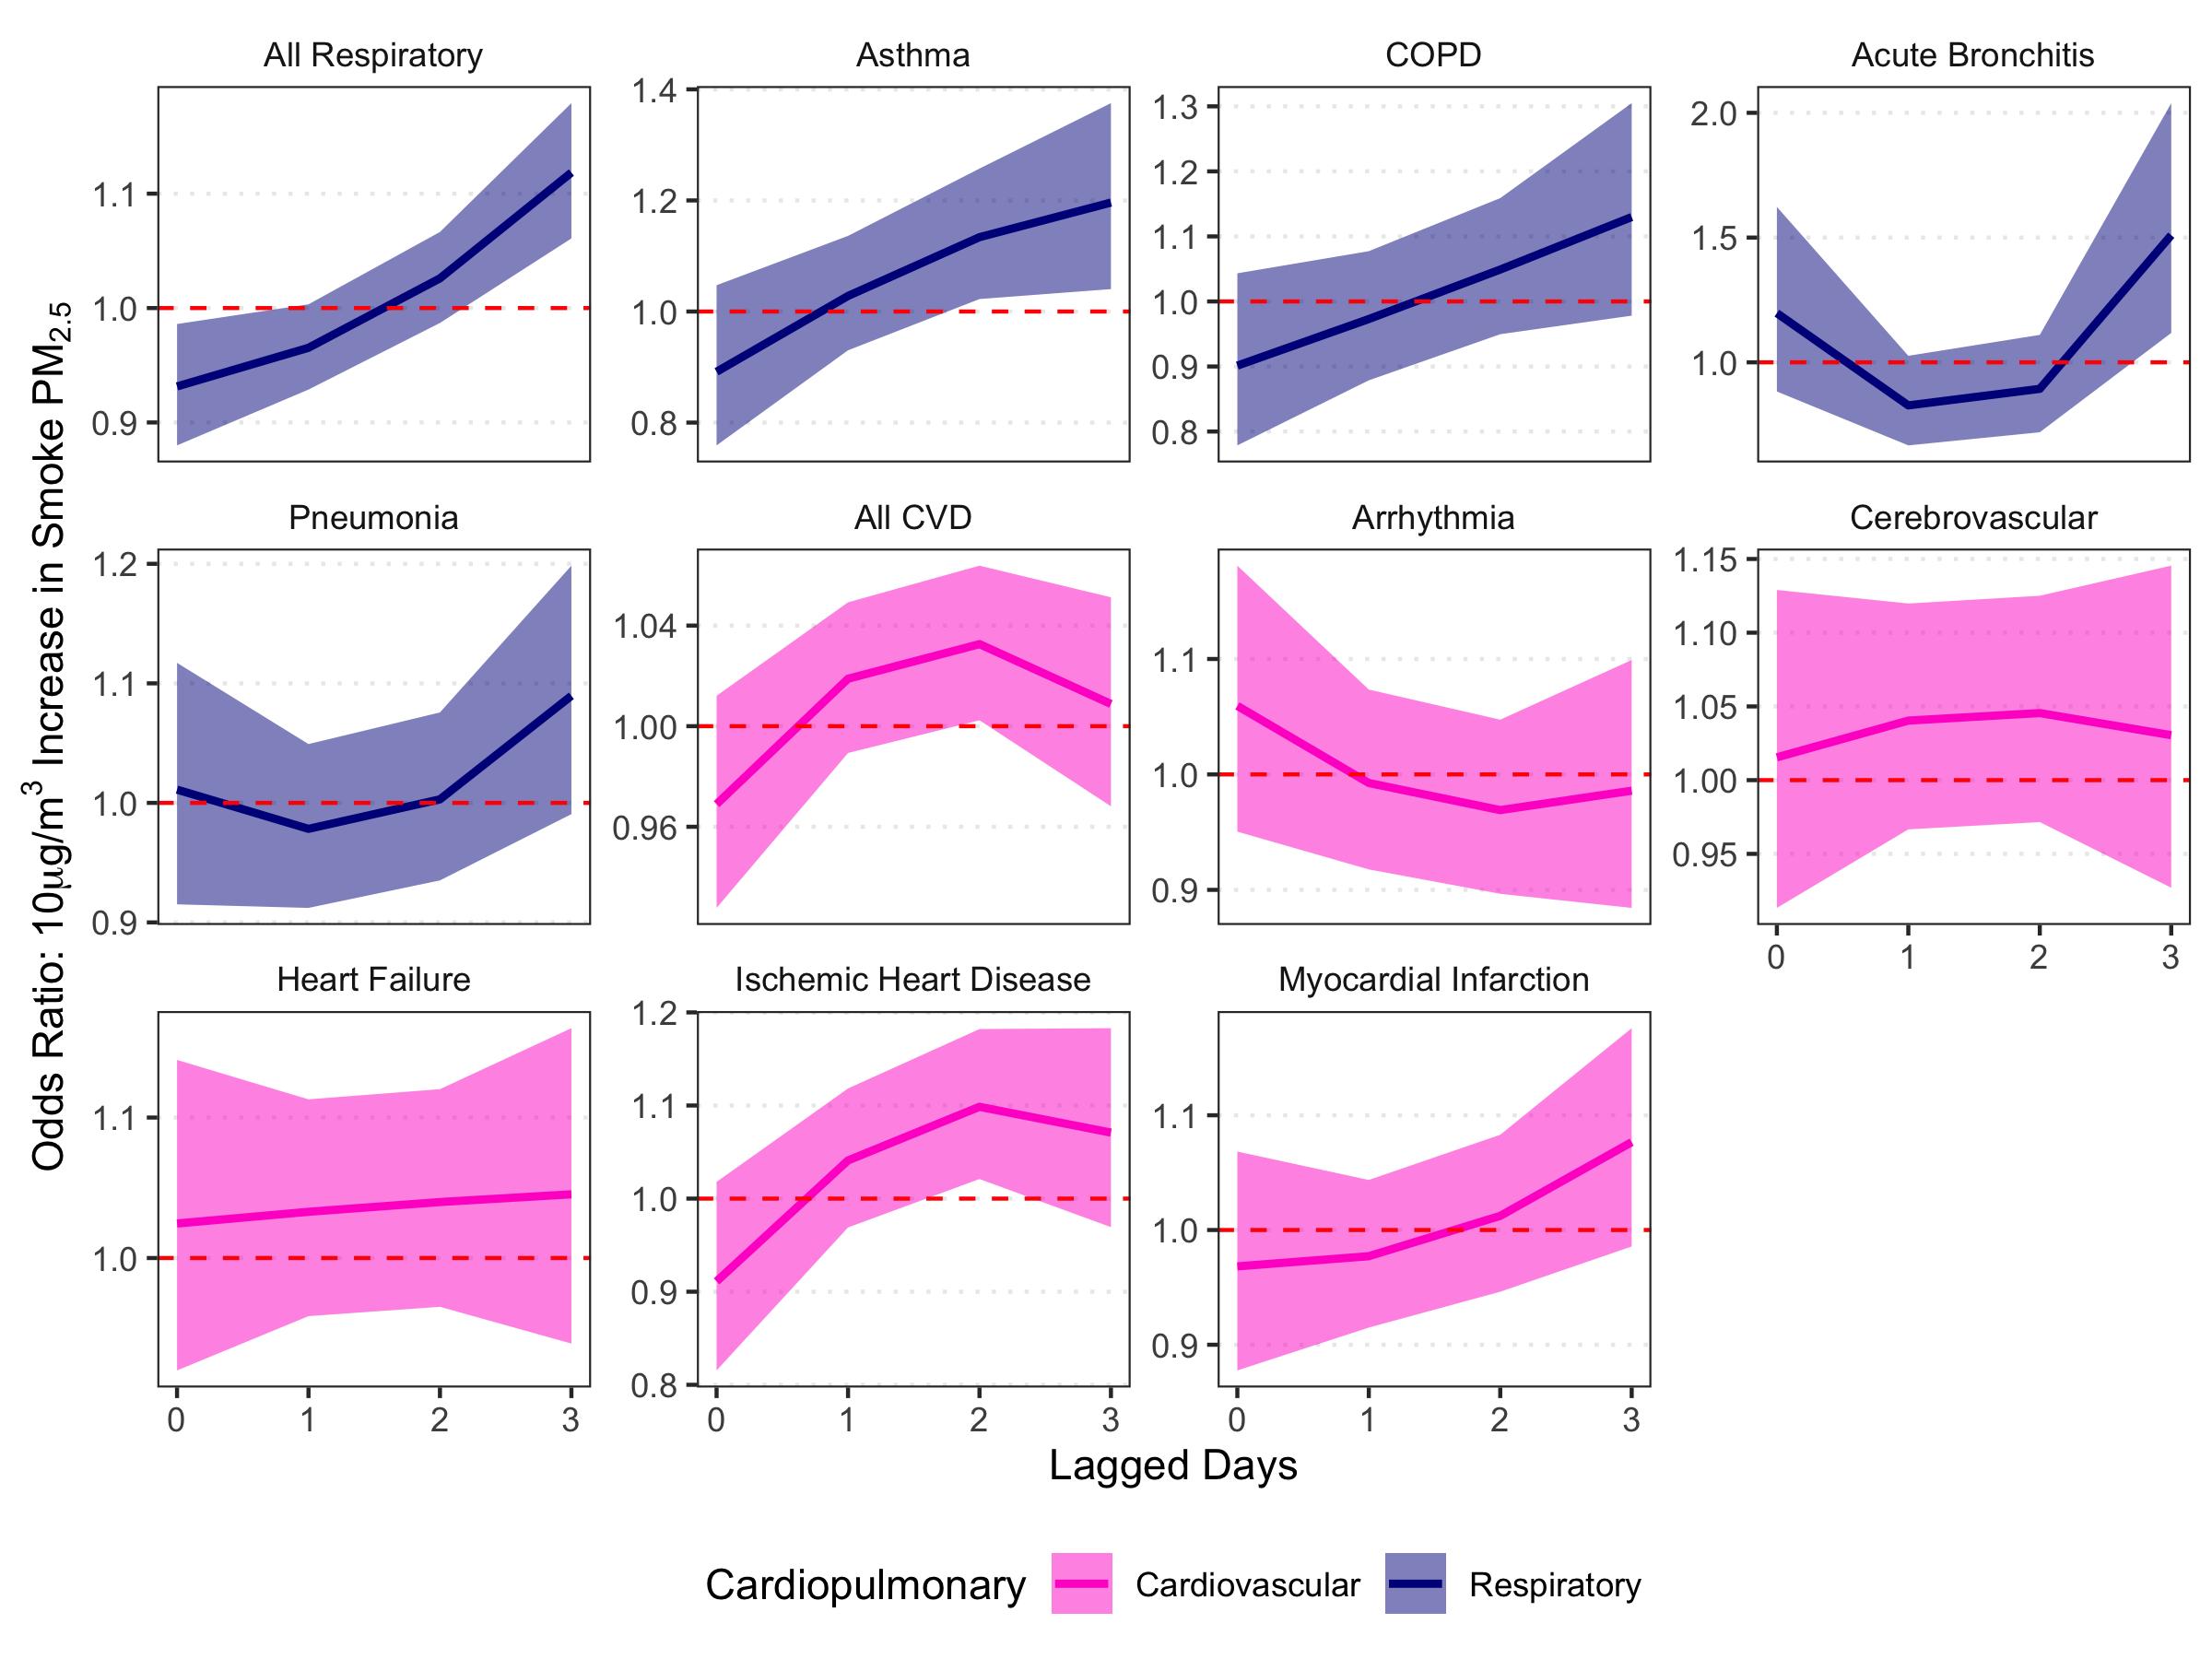 All Respiratory
Asthma
COPD
Acute Bronchitis
1.1
1.0
0.9
1.4
1.2
1.0
0.8
1.3
1.2
1.1
1.0
0.9
0.8
2.0
1.5
1.0
Pneumonia
All CVD
Arrhythmia
Cerebrovascular
1.2
1.1
1.0
0.9
1.04
1.00
0.96
1.1
1.0
0.9
1.15
1.10
1.05
1.00
0.95
0 1 2 3
Heart Failure
Ischemic Heart Disease
Myocardial Infarction
1.1
1.0
1.2
1.1
1.0
0.9
0.8
1.1
1.0
0.9
0 1 2 3
0 1 2 3
0 1 2 3
Odds Ratio: 10µg/m³ Increase in Smoke PM₂.₅
Lagged Days
Cardiopulmonary Cardiovascular Respiratory